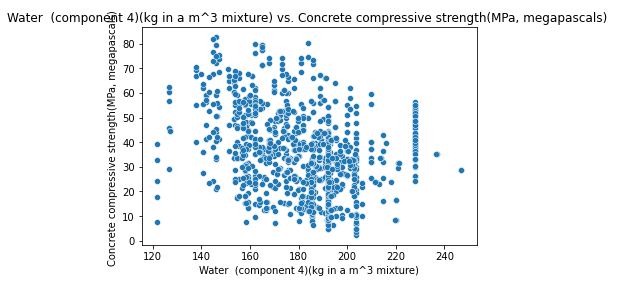 Water  (component 4)(kg in a m^3 mixture) vs. Concrete compressive strength(MPa, megapascals)
Concrete compressive strength(MPa, megapascals)
80
70
60
50
40
30
20
10
0
120 140 160 180 200 220 240
Water  (component 4)(kg in a m^3 mixture)